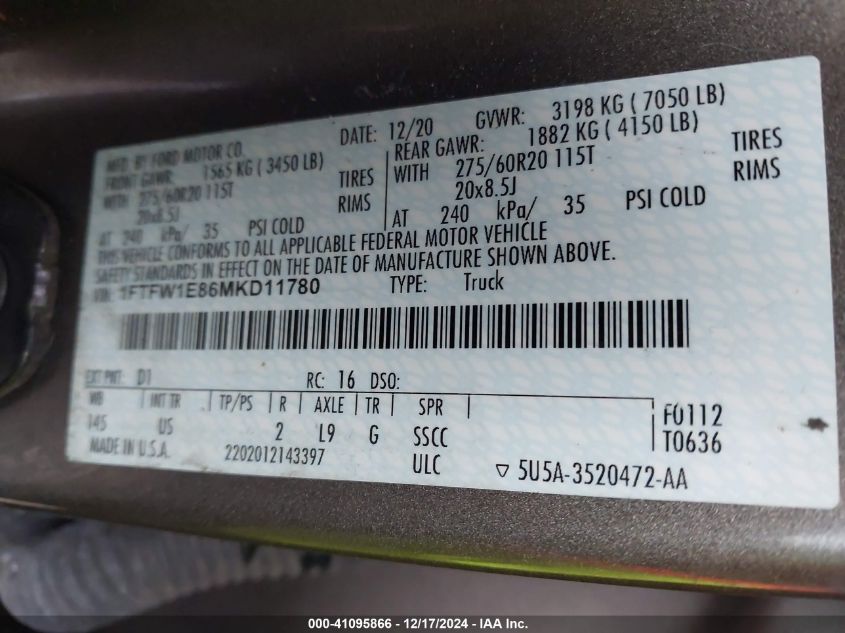 MFD. BY FORD MOTOR CO. DATE: 12/20 GVWR: 3198 KG ( 7050 LB)
FRONT GAWR: 1565 KG ( 3450 LB) REAR GAWR: 1882 KG ( 4150 LB)
WITH 275/60R20 115T TIRES WITH 275/60R20 115T TIRES
20x8.5J RIMS 20x8.5J RIMS
AT 240 kPa/ 35 PSI COLD AT 240 kPa/ 35 PSI COLD
THIS VEHICLE CONFORMS TO ALL APPLICABLE FEDERAL MOTOR VEHICLE
SAFETY STANDARDS IN EFFECT ON THE DATE OF MANUFACTURE SHOWN ABOVE.
VIN: 1FTFW1E86MKD11780 TYPE: Truck
EXT PNT: D1 RC: 16 DSO:
WB INT TR TP/PS R AXLE TR SPR
145 US 2 L9 G SSCC
F0112
T0636
MADE IN U.S.A. 2202012143397 ULC ▽ 5U5A-3520472-AA
000-41095866 - 12/17/2024 - IAA Inc.